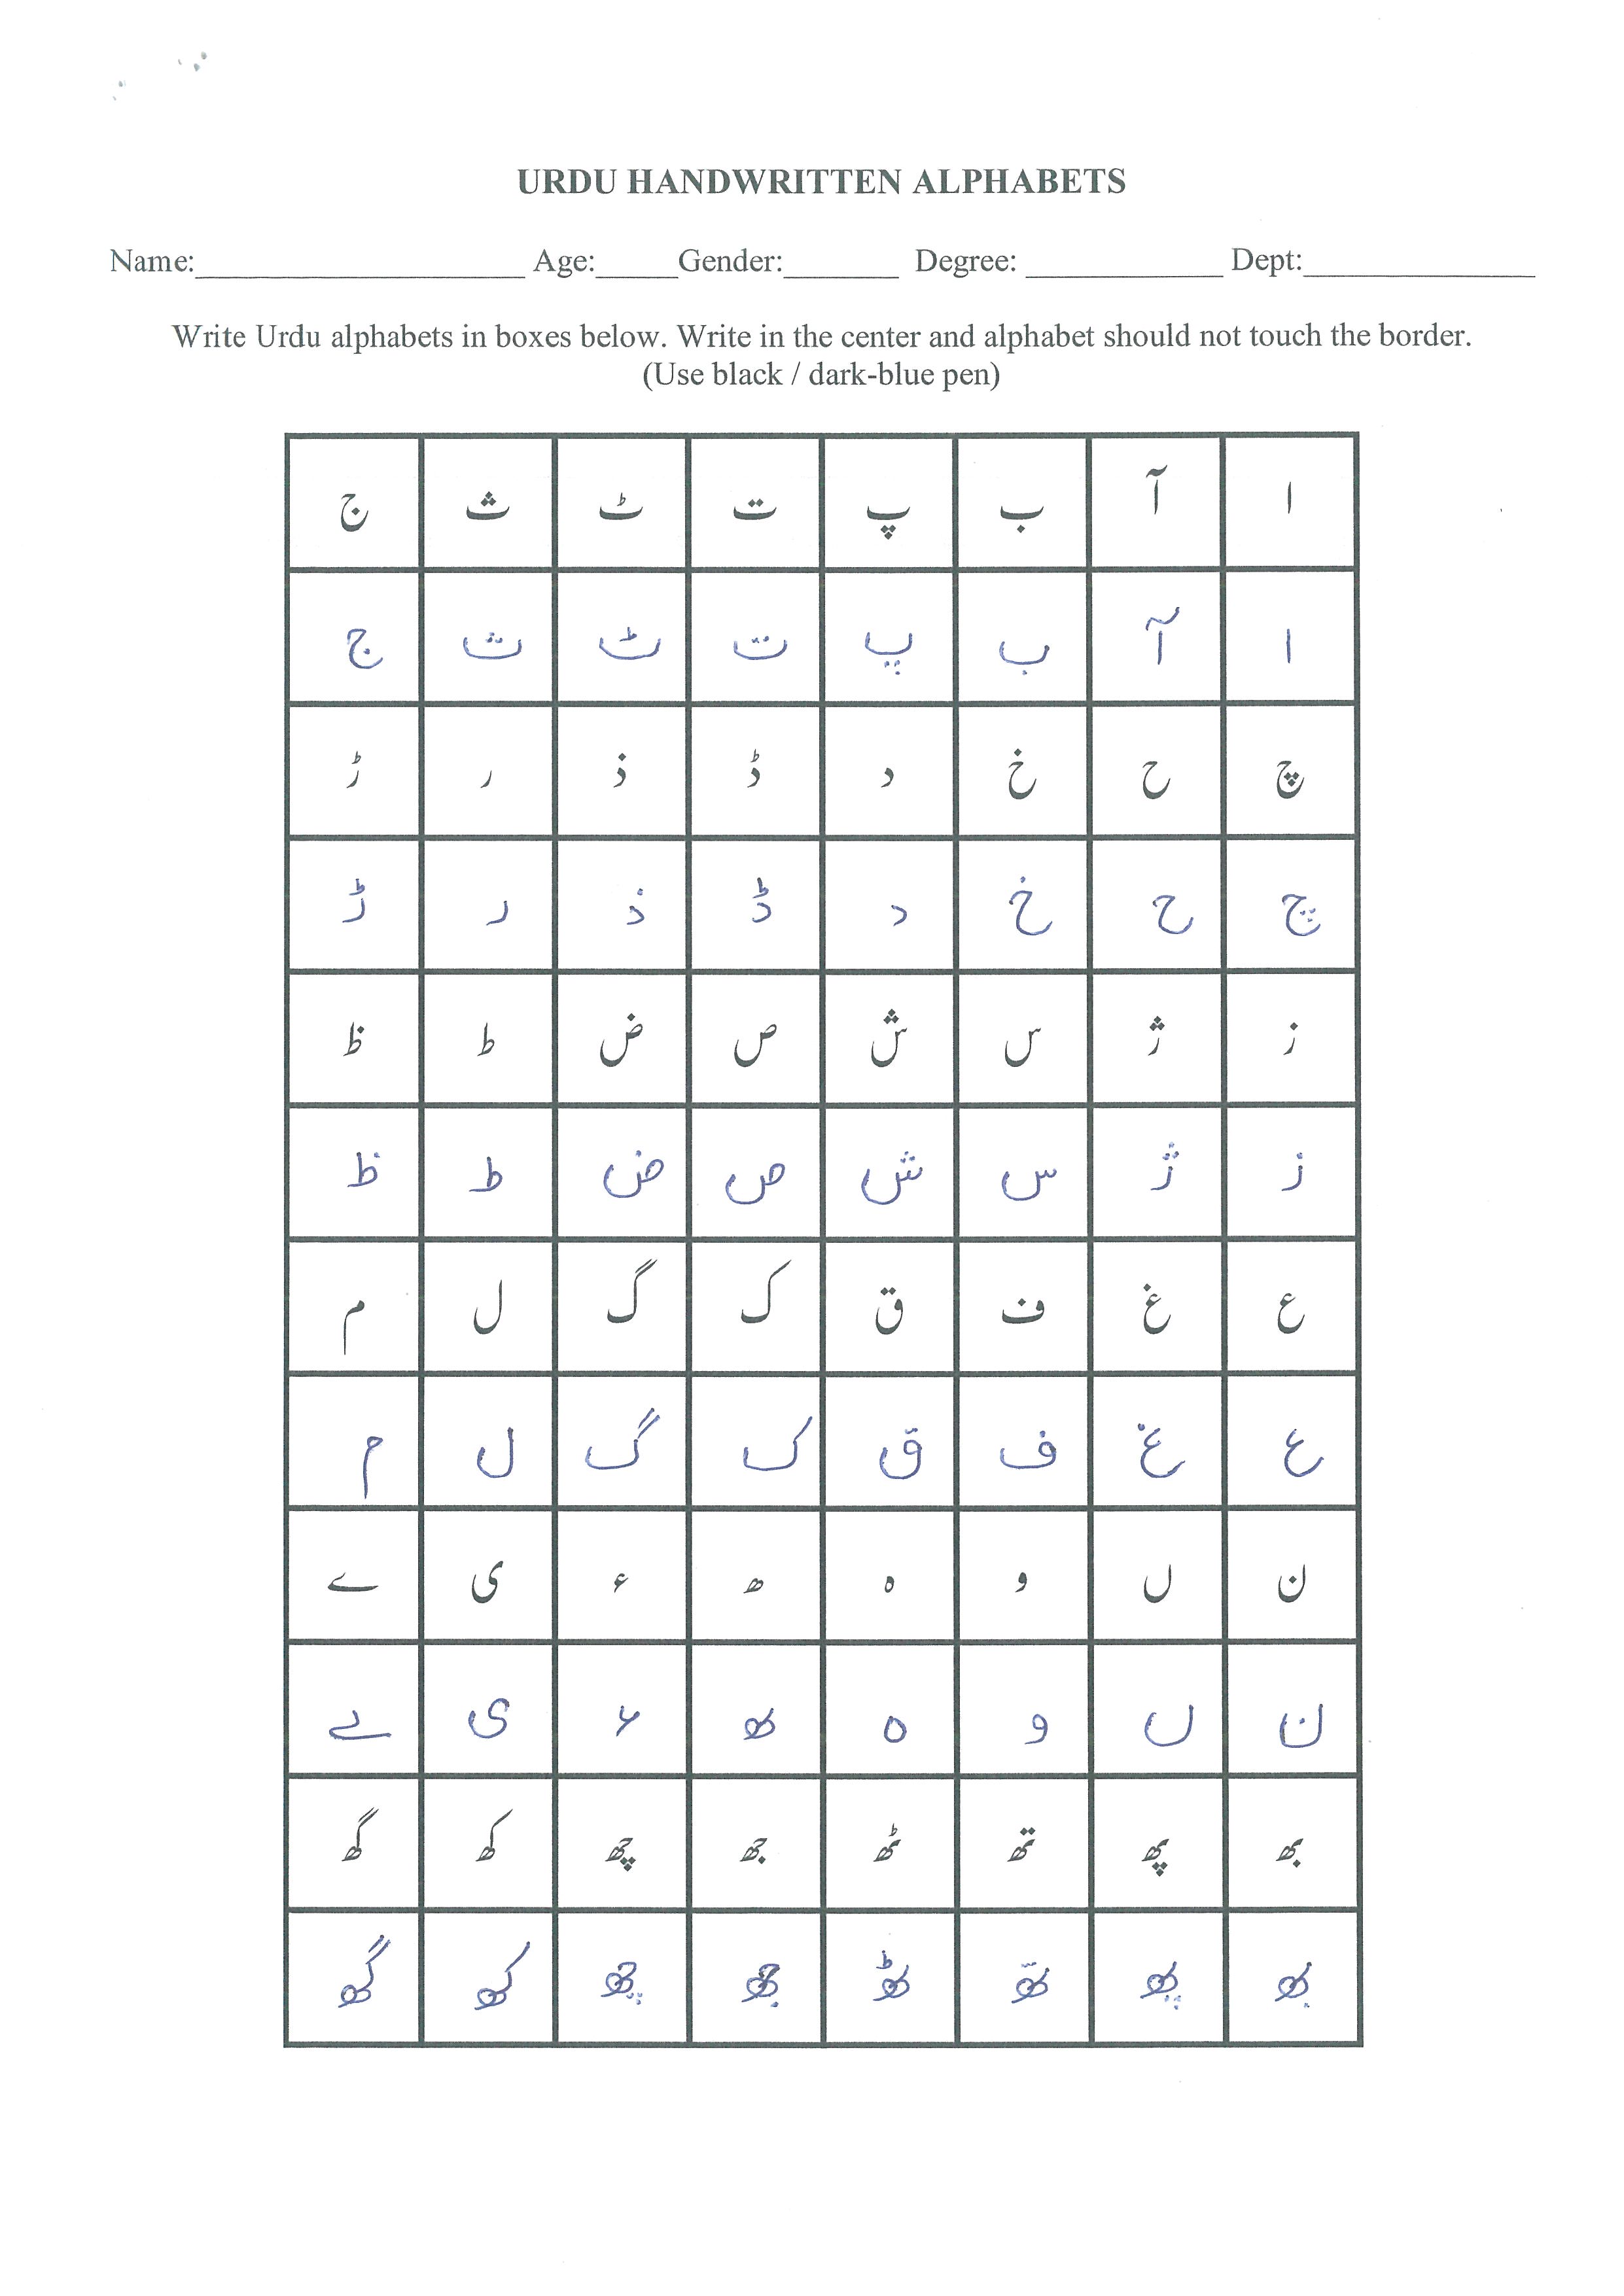 URDU HANDWRITTEN ALPHABETS
Name:____________________ Age:_____Gender:_______ Degree: ____________ Dept:______________
Write Urdu alphabets in boxes below. Write in the center and alphabet should not touch the border.
(Use black / dark-blue pen)
ا آ ب پ ت ٹ ث ج
ا آ ب پ ت ٹ ث ج
چ ح خ د ڈ ذ ر ڑ
چ ح خ د ڈ ذ ر ڑ
ز ژ س ش ص ض ط ظ
ز ژ س ش ص ض ط ظ
ع غ ف ق ک گ ل م
ع غ ف ق ک گ ل م
ن ں و ہ ھ ء ی ے
ن ں و ہ ھ ء ی ے
بھ پھ تھ ٹھ جھ چھ کھ گھ
بھ پھ تھ ٹھ جھ چھ کھ گھ